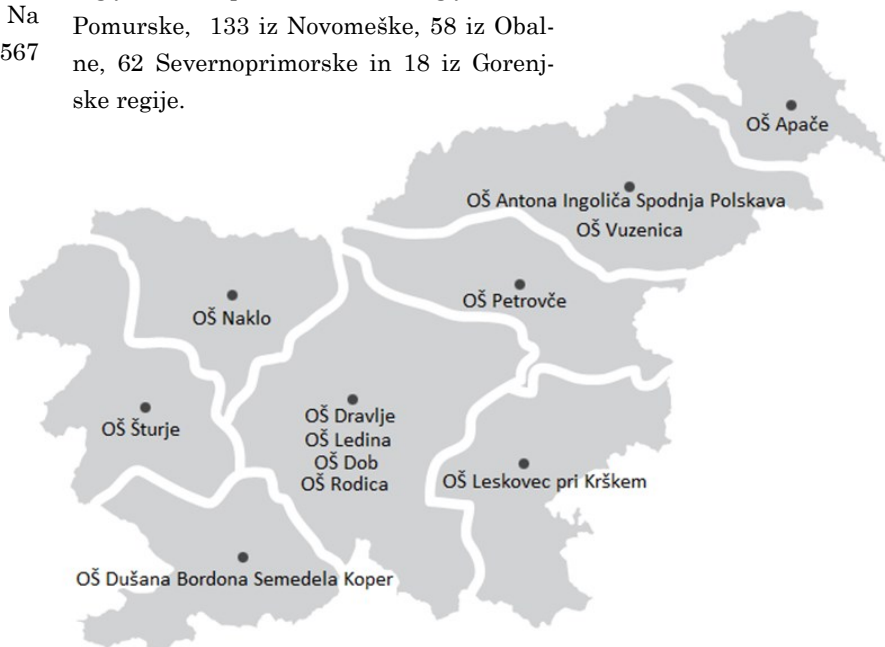 Na
567
Pomurske, 133 iz Novomeške, 58 iz Obal-
ne, 62 Severnoprimorske in 18 iz Gorenj-
ske regije.
OŠ Apače
OŠ Antona Ingoliča Spodnja Polskava
OŠ Vuzenica
OŠ Petrovče
OŠ Naklo
OŠ Šturje
OŠ Dravlje
OŠ Ledina
OŠ Dob
OŠ Rodica
OŠ Leskovec pri Krškem
OŠ Dušana Bordona Semedela Koper